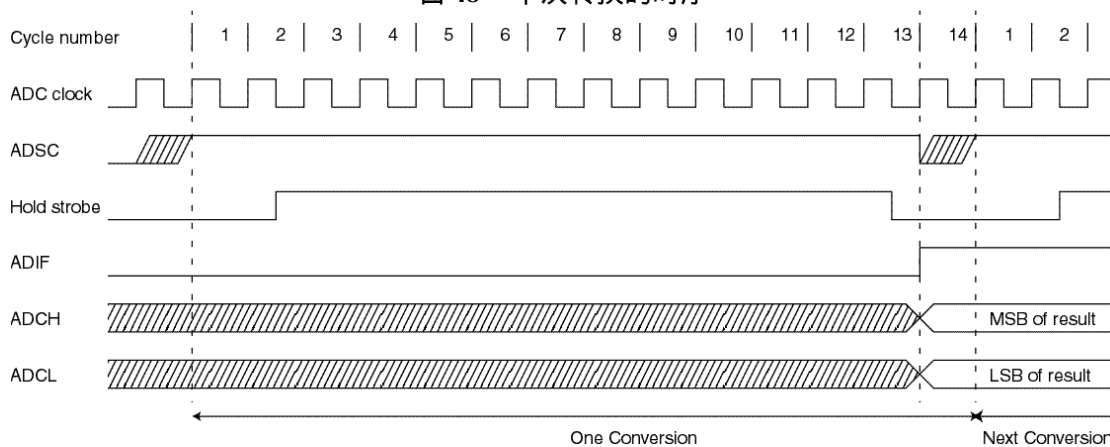 Cycle number 1 2 3 4 5 6 7 8 9 10 11 12 13 14 1 2
ADC clock
ADSC
Hold strobe
ADIF
ADCH MSB of result
ADCL LSB of result
One Conversion Next Conversion